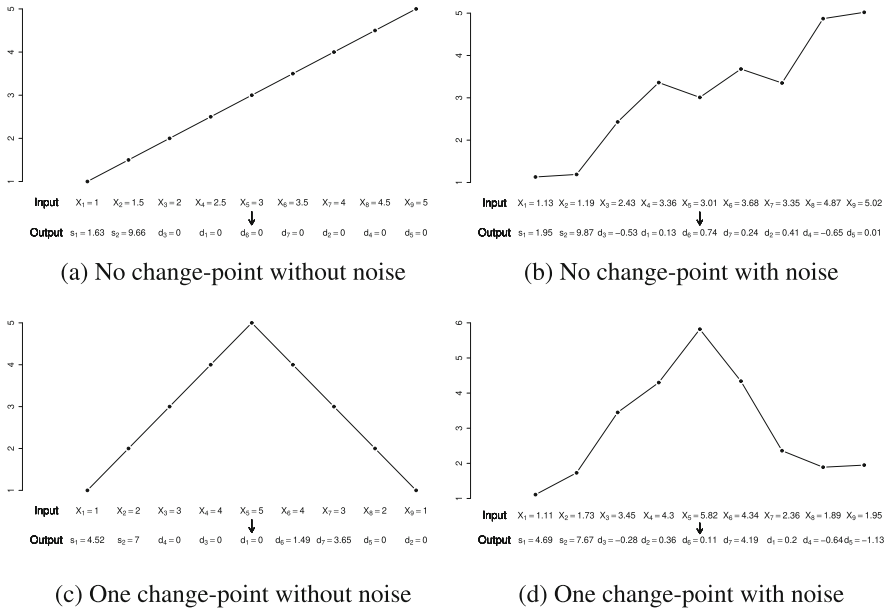 5
4
3
2
1
Input X₁ = 1 X₂ = 1.5 X₃ = 2 X₄ = 2.5 X₅ = 3 X₆ = 3.5 X₇ = 4 X₈ = 4.5 X₉ = 5
Output s₁ = 1.63 s₂ = 9.66 d₃ = 0 d₁ = 0 d₆ = 0 d₇ = 0 d₂ = 0 d₄ = 0 d₅ = 0
(a) No change-point without noise
5
4
3
2
1
Input X₁ = 1.13 X₂ = 1.19 X₃ = 2.43 X₄ = 3.36 X₅ = 3.01 X₆ = 3.68 X₇ = 3.35 X₈ = 4.87 X₉ = 5.02
Output s₁ = 1.95 s₂ = 9.87 d₃ = −0.53 d₁ = 0.13 d₆ = 0.74 d₇ = 0.24 d₂ = 0.41 d₄ = −0.65 d₅ = 0.01
(b) No change-point with noise
5
4
3
2
1
Input X₁ = 1 X₂ = 2 X₃ = 3 X₄ = 4 X₅ = 5 X₆ = 4 X₇ = 3 X₈ = 2 X₉ = 1
Output s₁ = 4.52 s₂ = 7 d₄ = 0 d₃ = 0 d₁ = 0 d₆ = 1.49 d₇ = 3.65 d₅ = 0 d₂ = 0
(c) One change-point without noise
6
5
4
3
2
1
Input X₁ = 1.11 X₂ = 1.73 X₃ = 3.45 X₄ = 4.3 X₅ = 5.82 X₆ = 4.34 X₇ = 2.36 X₈ = 1.89 X₉ = 1.95
Output s₁ = 4.69 s₂ = 7.67 d₃ = −0.28 d₂ = 0.36 d₆ = 0.11 d₇ = 4.19 d₁ = 0.2 d₄ = −0.64 d₅ = −1.13
(d) One change-point with noise